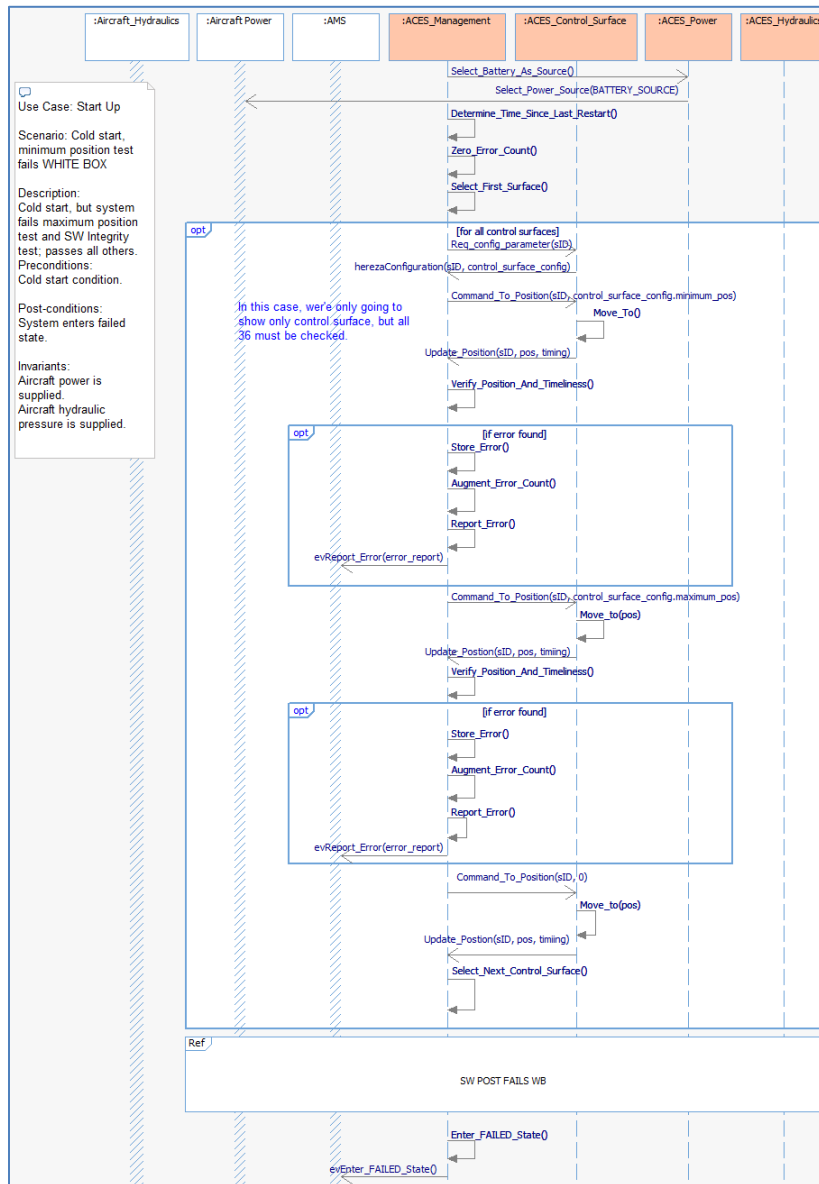 :Aircraft_Hydraulics
:Aircraft Power
:AMS
:ACES_Management
:ACES_Control_Surface
:ACES_Power
:ACES_Hydraulics
Use Case: Start Up
Scenario: Cold start,
minimum position test
fails WHITE BOX
Description:
Cold start, but system
fails maximum position
test and SW Integrity
test; passes all others.
Preconditions:
Cold start condition.
Post-conditions:
System enters failed
state.
Invariants:
Aircraft power is
supplied.
Aircraft hydraulic
pressure is supplied.
Select_Battery_As_Source()
Select_Power_Source(BATTERY_SOURCE)
Determine_Time_Since_Last_Restart()
Zero_Error_Count()
Select_First_Surface()
opt
[for all control surfaces]
Req_config_parameter(sID)
herezaConfiguration(sID, control_surface_config)
Command_To_Position(sID, control_surface_config.minimum_pos)
In this case, wer'e only going to
show only control surface, but all
36 must be checked.
Move_To()
Update_Position(sID, pos, timing)
Verify_Position_And_Timeliness()
opt
[if error found]
Store_Error()
Augment_Error_Count()
Report_Error()
evReport_Error(error_report)
Command_To_Position(sID, control_surface_config.maximum_pos)
Move_to(pos)
Update_Postion(sID, pos, timiing)
Verify_Position_And_Timeliness()
opt
[if error found]
Store_Error()
Augment_Error_Count()
Report_Error()
evReport_Error(error_report)
Command_To_Position(sID, 0)
Move_to(pos)
Update_Postion(sID, pos, timiing)
Select_Next_Control_Surface()
Ref
SW POST FAILS WB
Enter_FAILED_State()
evEnter_FAILED_State()